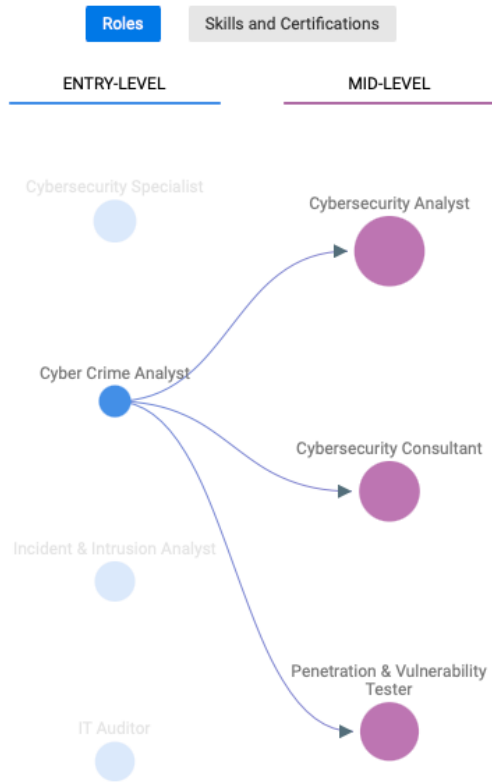 Roles
Skills and Certifications
ENTRY-LEVEL
MID-LEVEL
Cybersecurity Specialist
Cybersecurity Analyst
Cyber Crime Analyst
Cybersecurity Consultant
Incident & Intrusion Analyst
Penetration & Vulnerability
Tester
IT Auditor